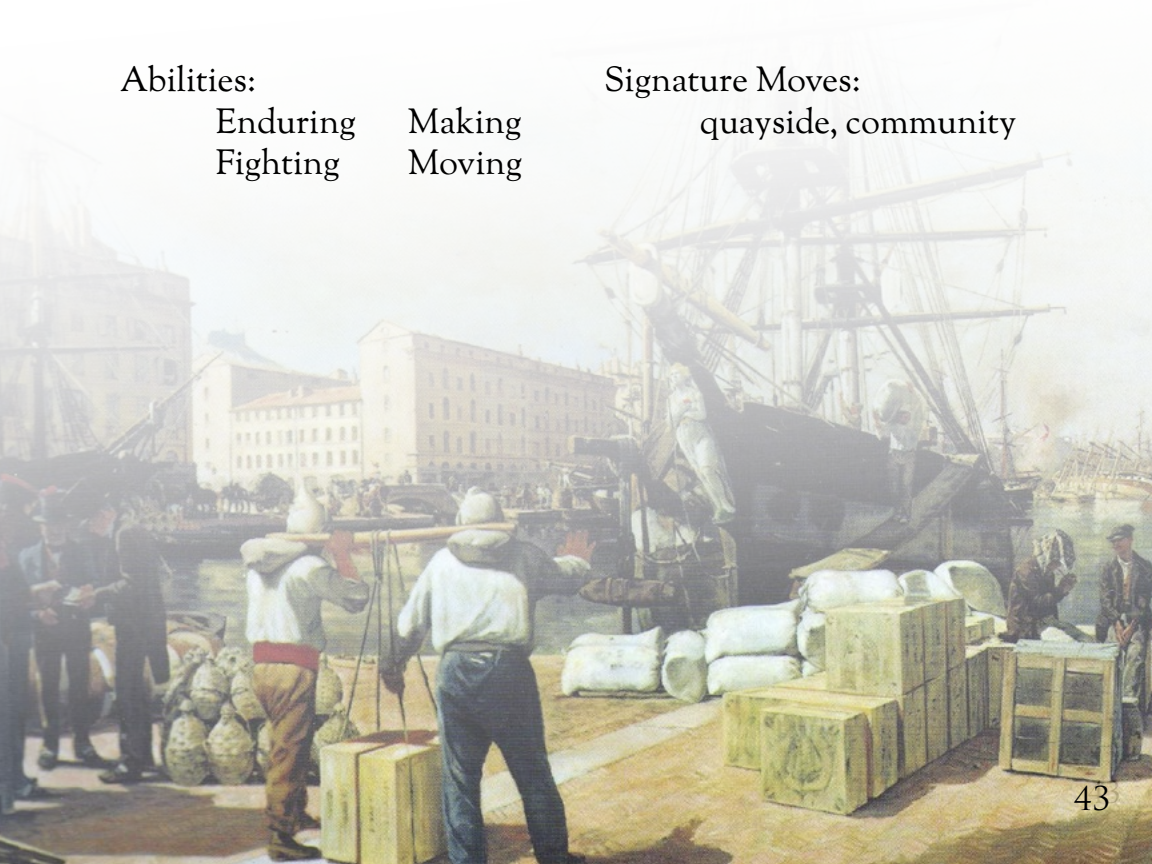 Abilities:
Enduring Making
Fighting Moving
Signature Moves:
quayside, community
43